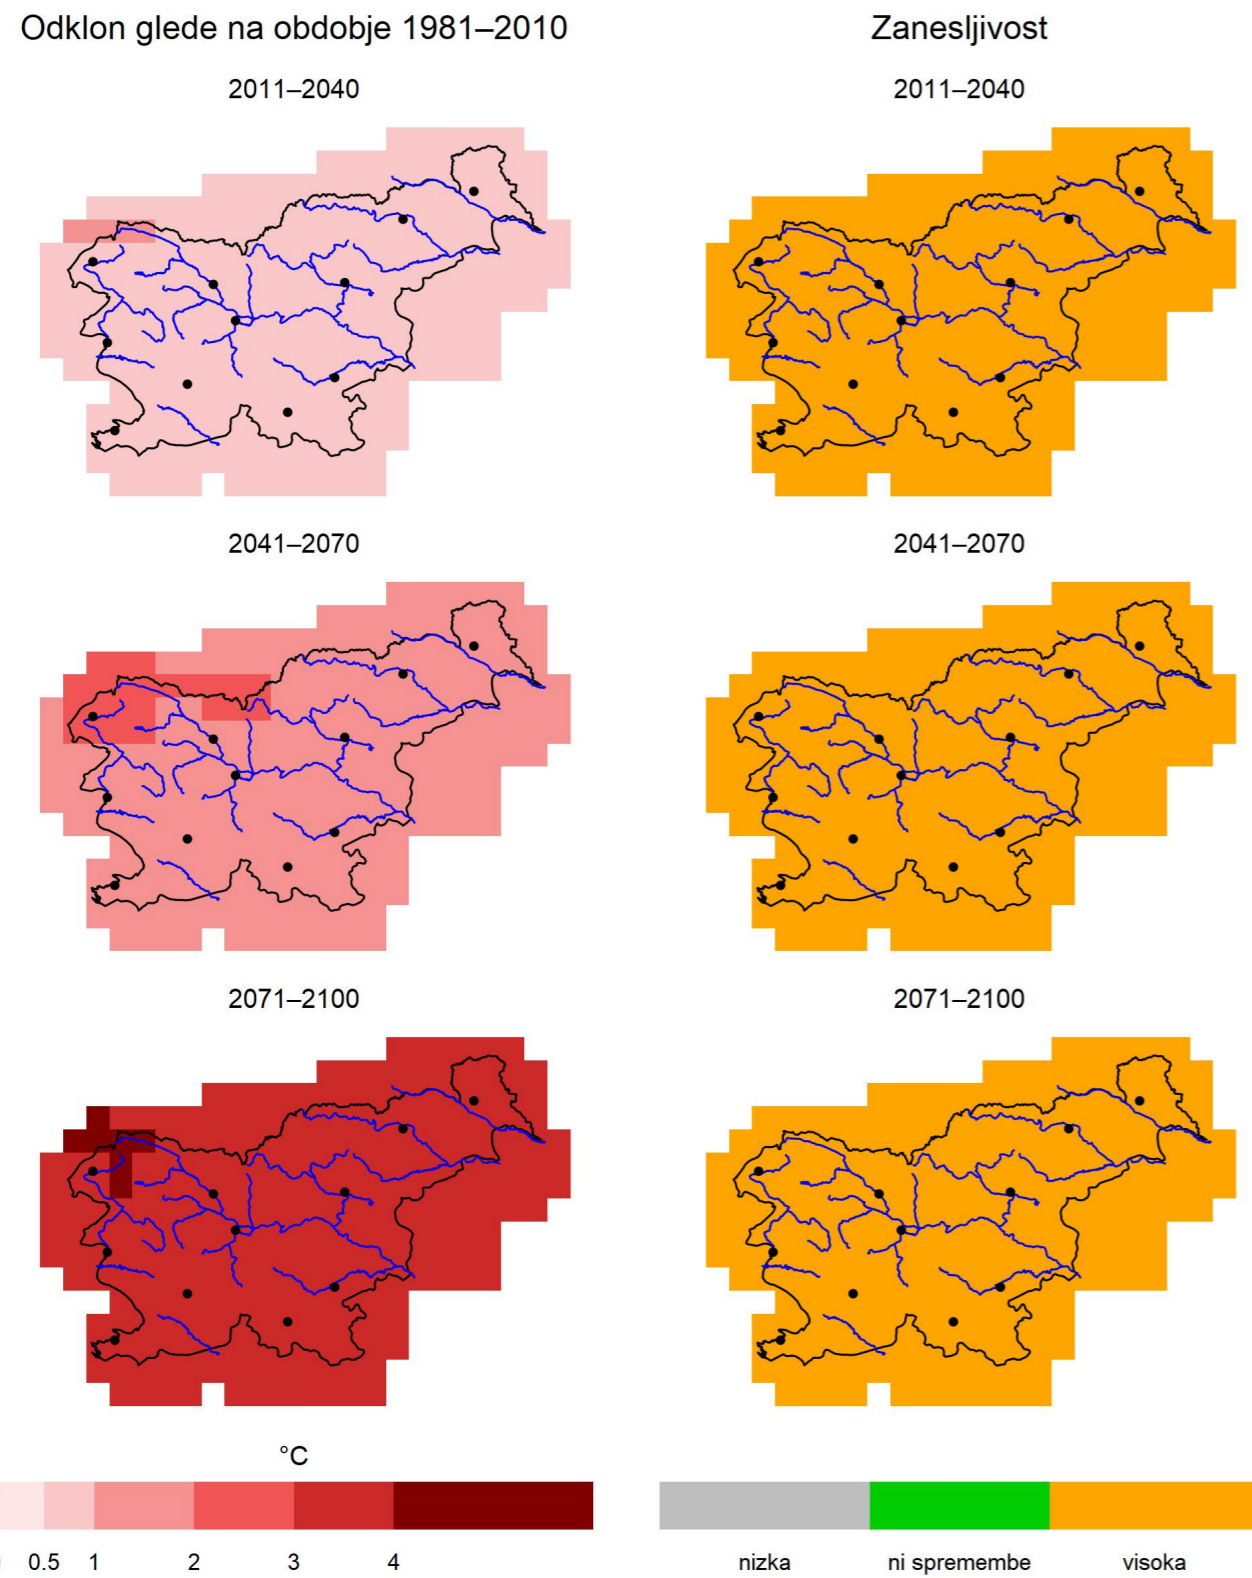 Odklon glede na obdobje 1981–2010
Zanesljivost
2011–2040
2011–2040
2041–2070
2041–2070
2071–2100
2071–2100
°C
0.5 1 2 3 4
nizka ni spremembe visoka